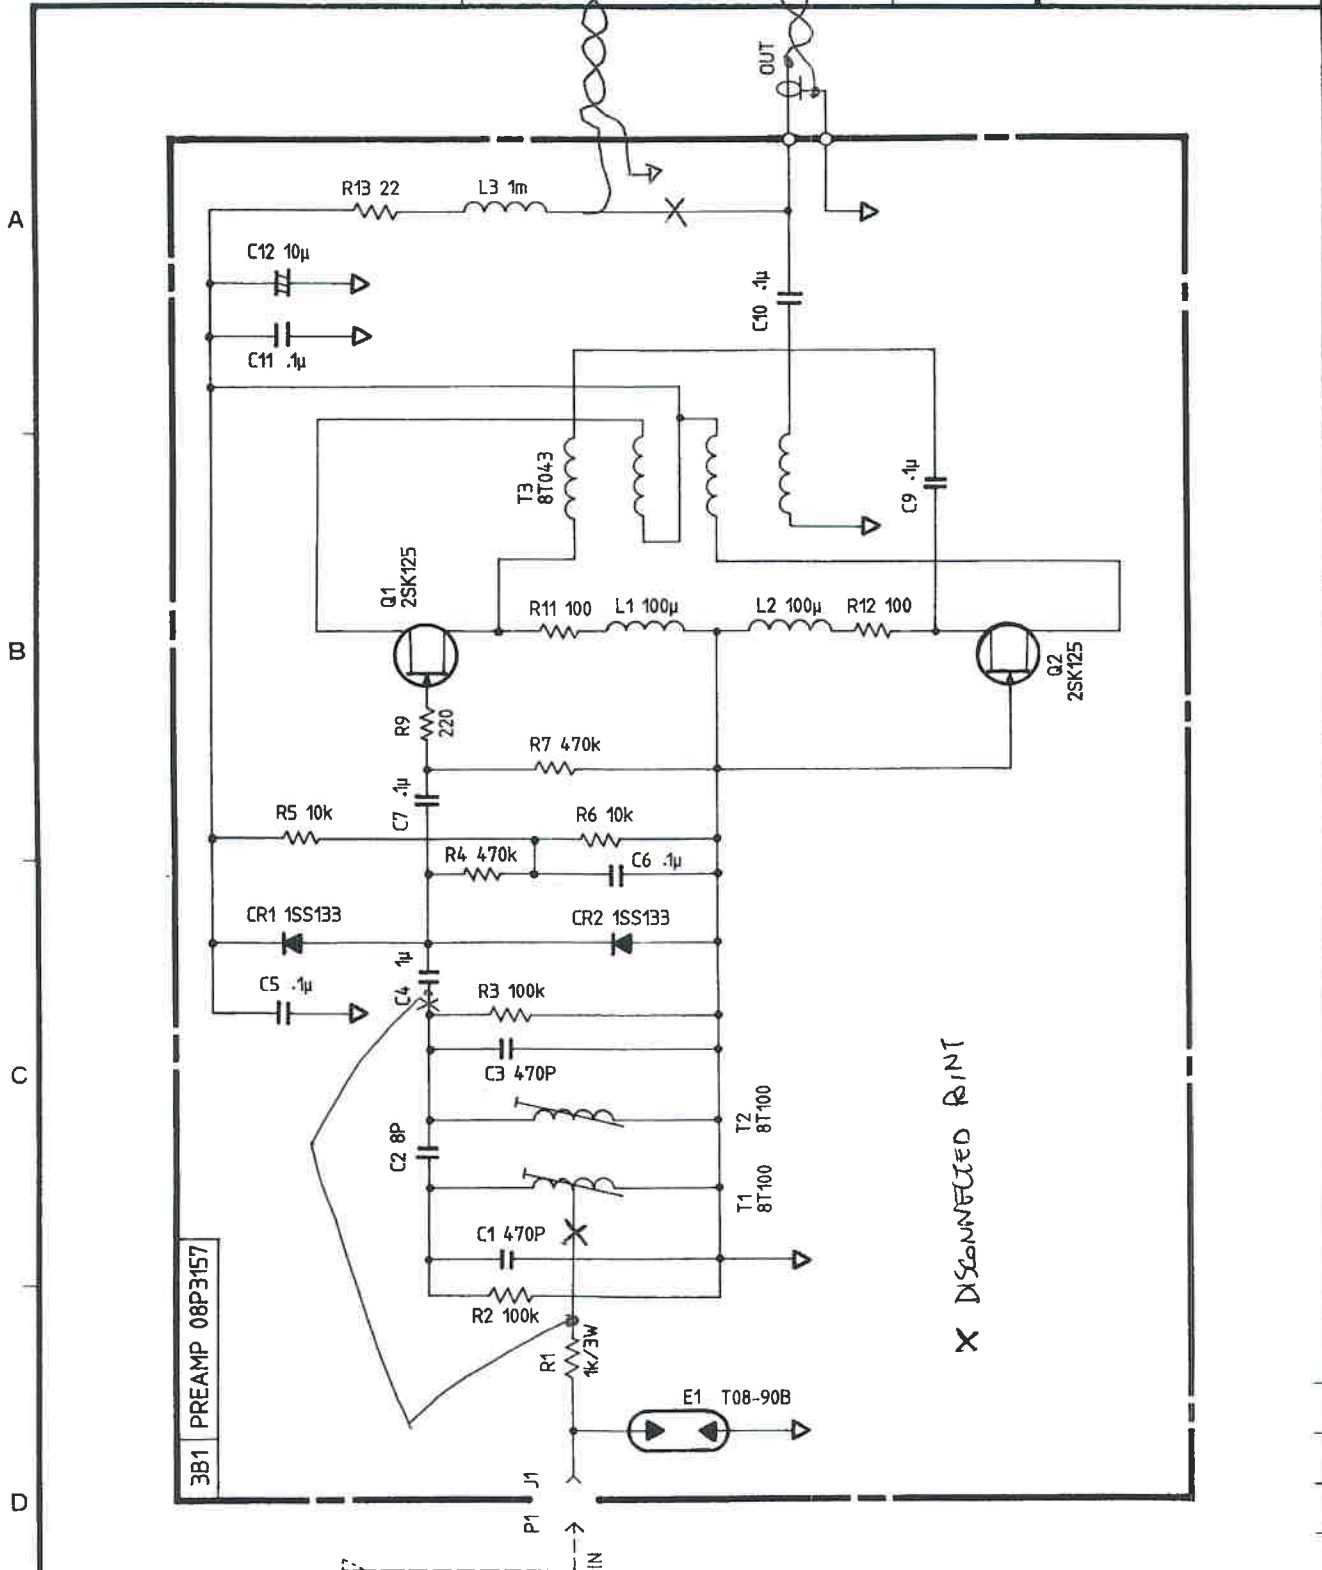 OUT
A
R13 22
L3 1m
C12 10µ
C11 .1µ
C10 .1µ
T3
8T043
C9 .1µ
Q1
2SK125
R11 100
L1 100µ
L2 100µ
R12 100
B
Q2
2SK125
R9
220
R7 470k
C7 .1µ
R5 10k
R6 10k
R4 470k
C6 .1µ
CR1 1SS133
CR2 1SS133
C5 .1µ
C4 1µ
R3 100k
C
C3 470P
T2
8T100
C2 8P
T1
8T100
C1 470P
R2 100k
R1
1k/3W
X DISCONNECTED POINT
3B1 PREAMP 08P3157
E1 T08-90B
D
P1 J1
IN